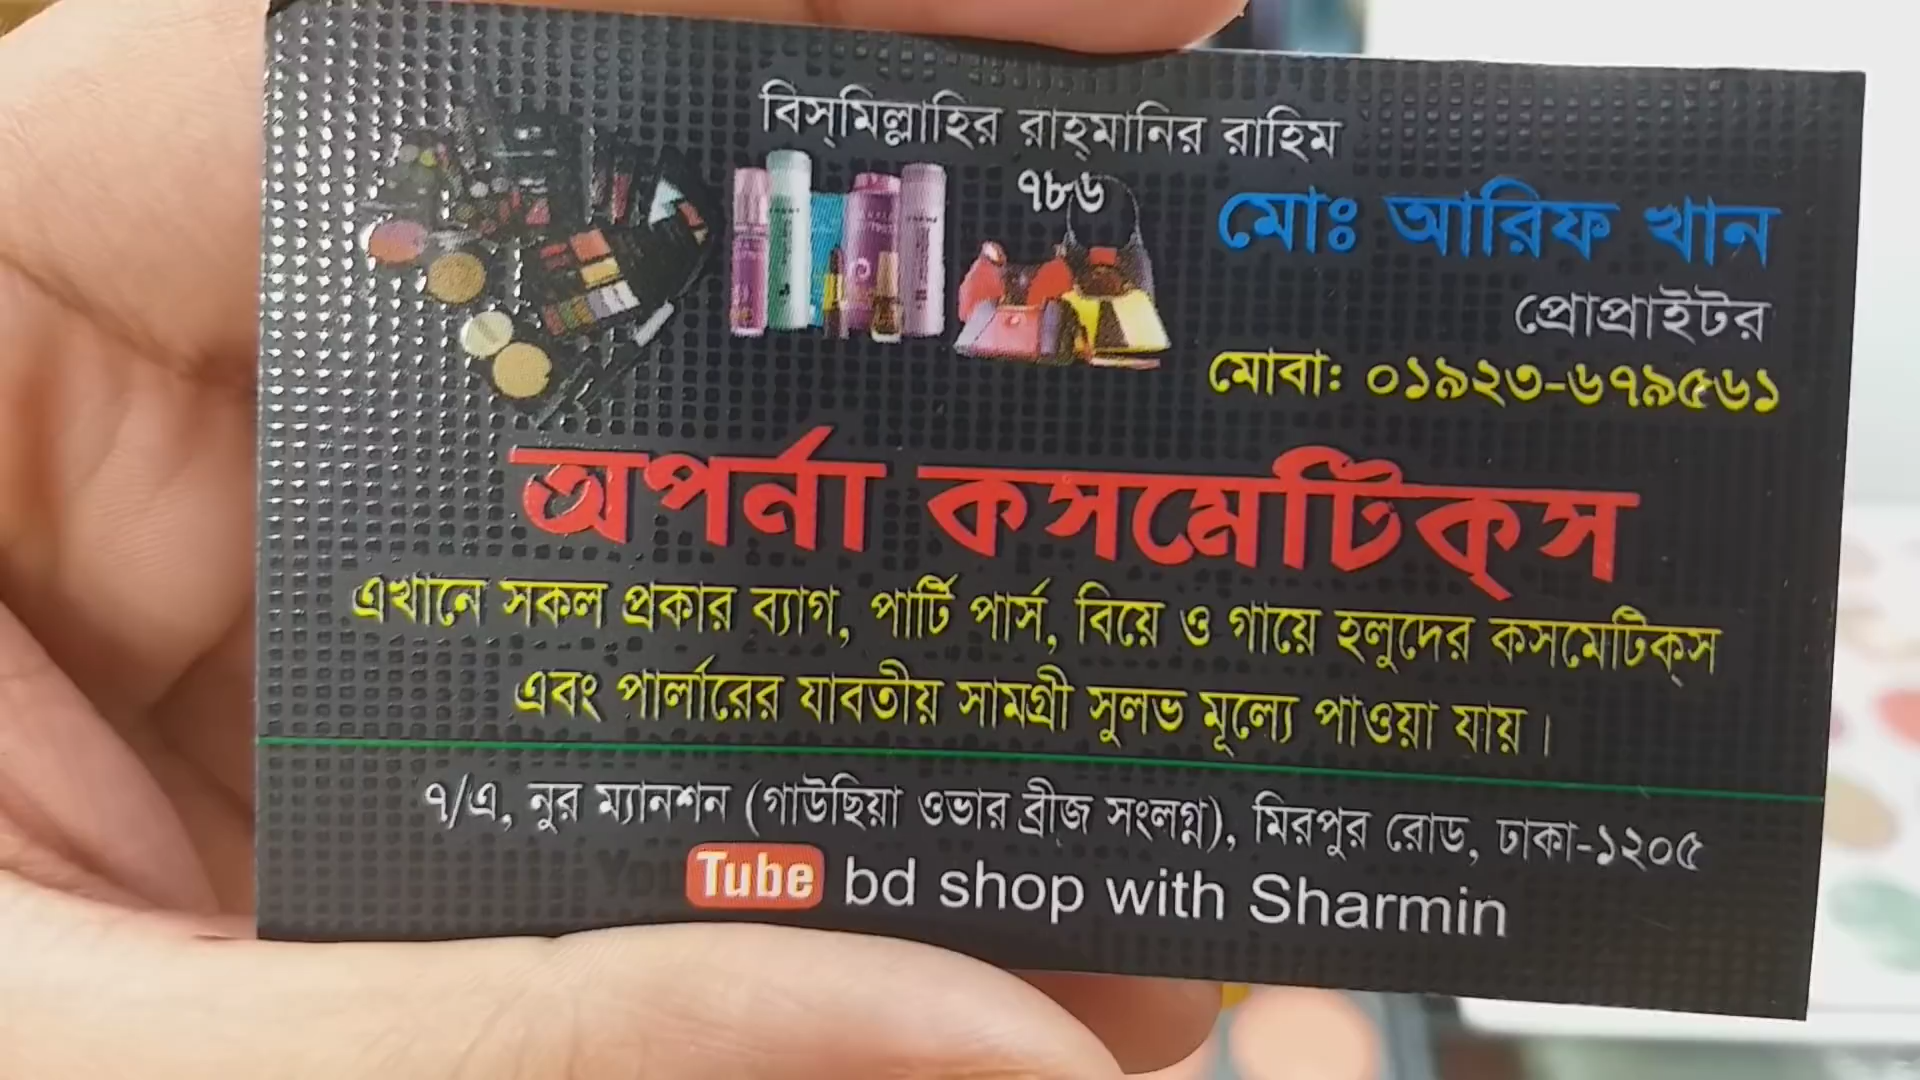 বিস্‌মিল্লাহির রাহ্‌মানির রাহিম
৭৮৬
মোঃ আরিফ খান
প্রোপ্রাইটর
মোবা: ০১৯২৩-৬৭৯৫৬১
অপর্না কসমেটিক্‌স
এখানে সকল প্রকার ব্যাগ, পার্টি পার্স, বিয়ে ও গায়ে হলুদের কসমেটিক্‌স
এবং পার্লারের যাবতীয় সামগ্রী সুলভ মূল্যে পাওয়া যায়।
৭/এ, নুর ম্যানশন (গাউছিয়া ওভার ব্রীজ সংলগ্ন), মিরপুর রোড, ঢাকা-১২০৫
YouTube bd shop with Sharmin